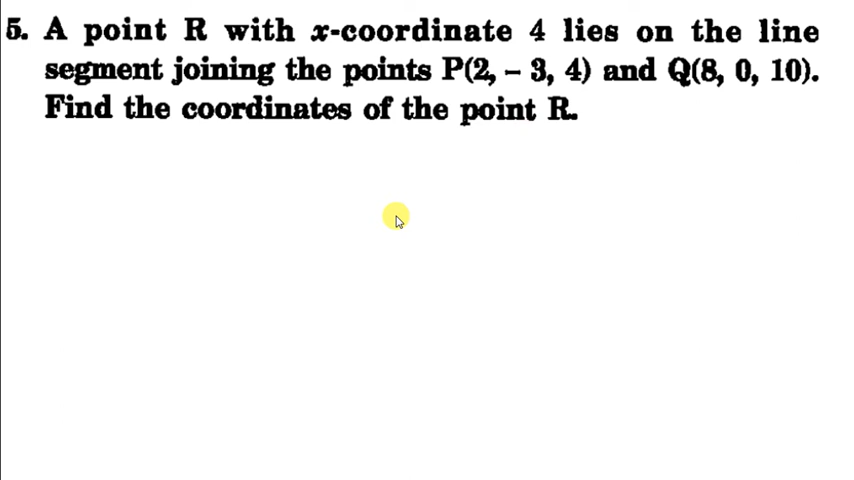 5. A point R with x-coordinate 4 lies on the line
segment joining the points P(2, – 3, 4) and Q(8, 0, 10).
Find the coordinates of the point R.